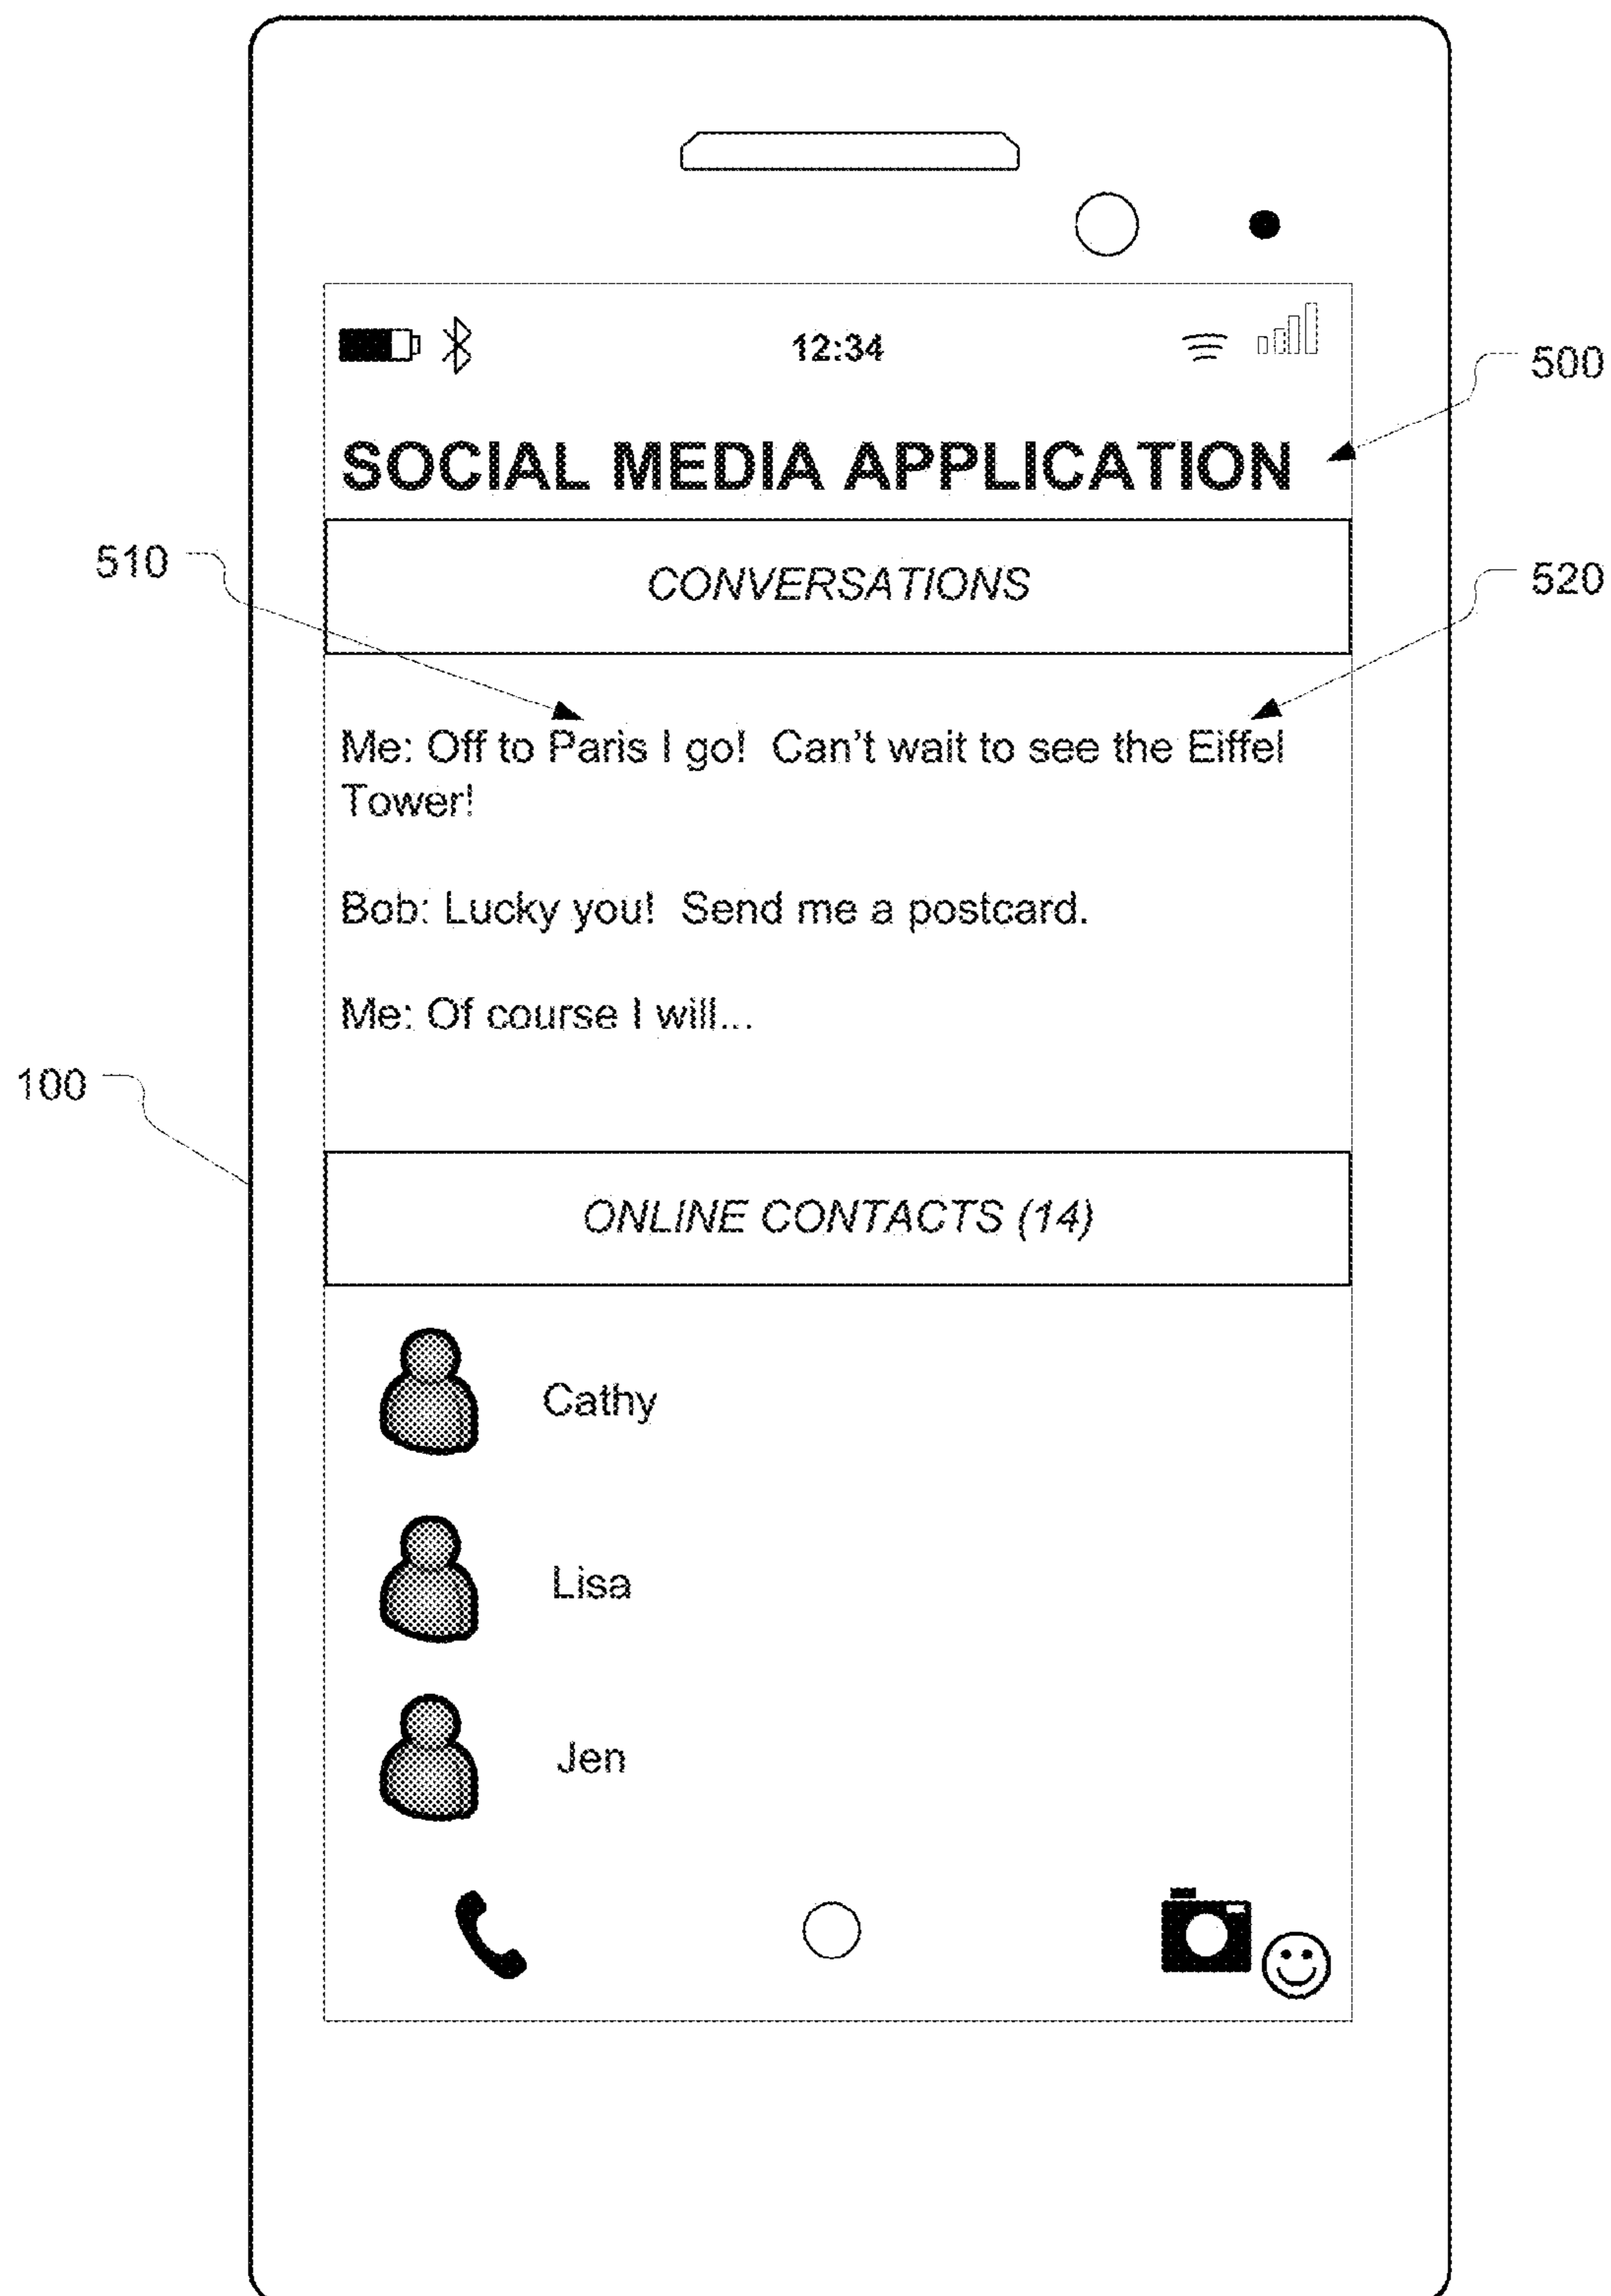 12:34
500
SOCIAL MEDIA APPLICATION
510
CONVERSATIONS
520
Me: Off to Paris I go!  Can't wait to see the Eiffel
Tower!
Bob: Lucky you!  Send me a postcard.
Me: Of course I will...
100
ONLINE CONTACTS (14)
Cathy
Lisa
Jen